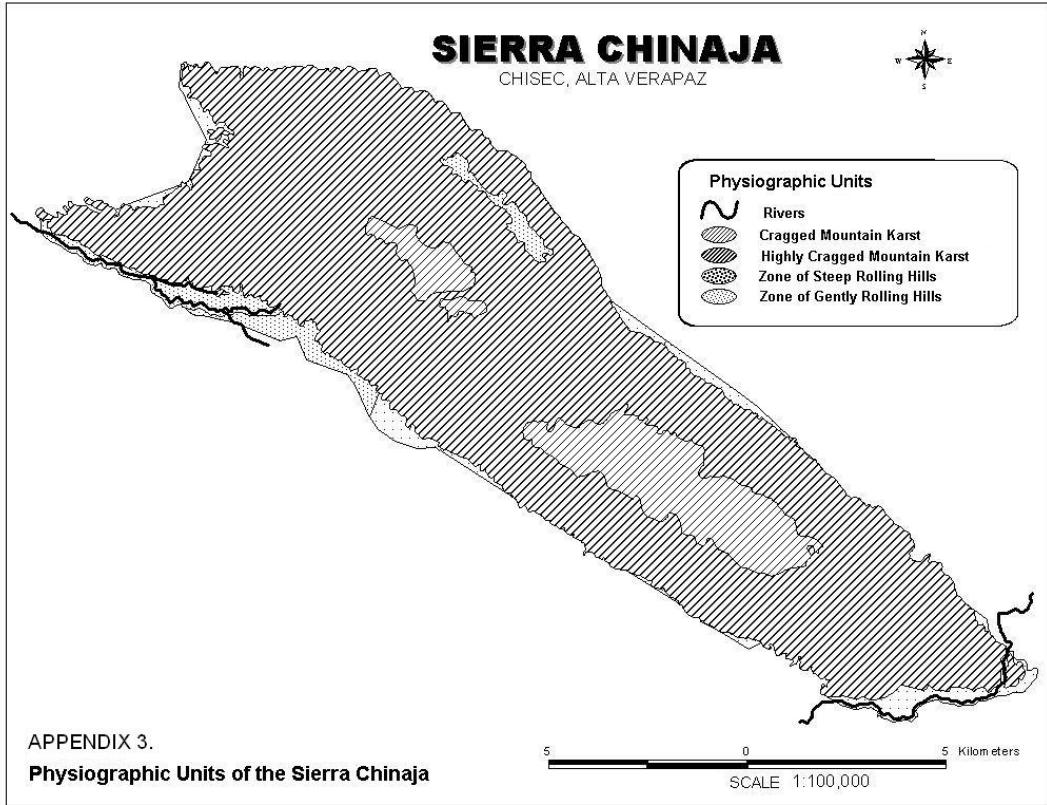 SIERRA CHINAJA
CHISEC, ALTA VERAPAZ
N
W E
S
Physiographic Units
Rivers
Cragged Mountain Karst
Highly Cragged Mountain Karst
Zone of Steep Rolling Hills
Zone of Gently Rolling Hills
APPENDIX 3.
Physiographic Units of the Sierra Chinaja
5 0 5 Kilometers
SCALE 1:100,000